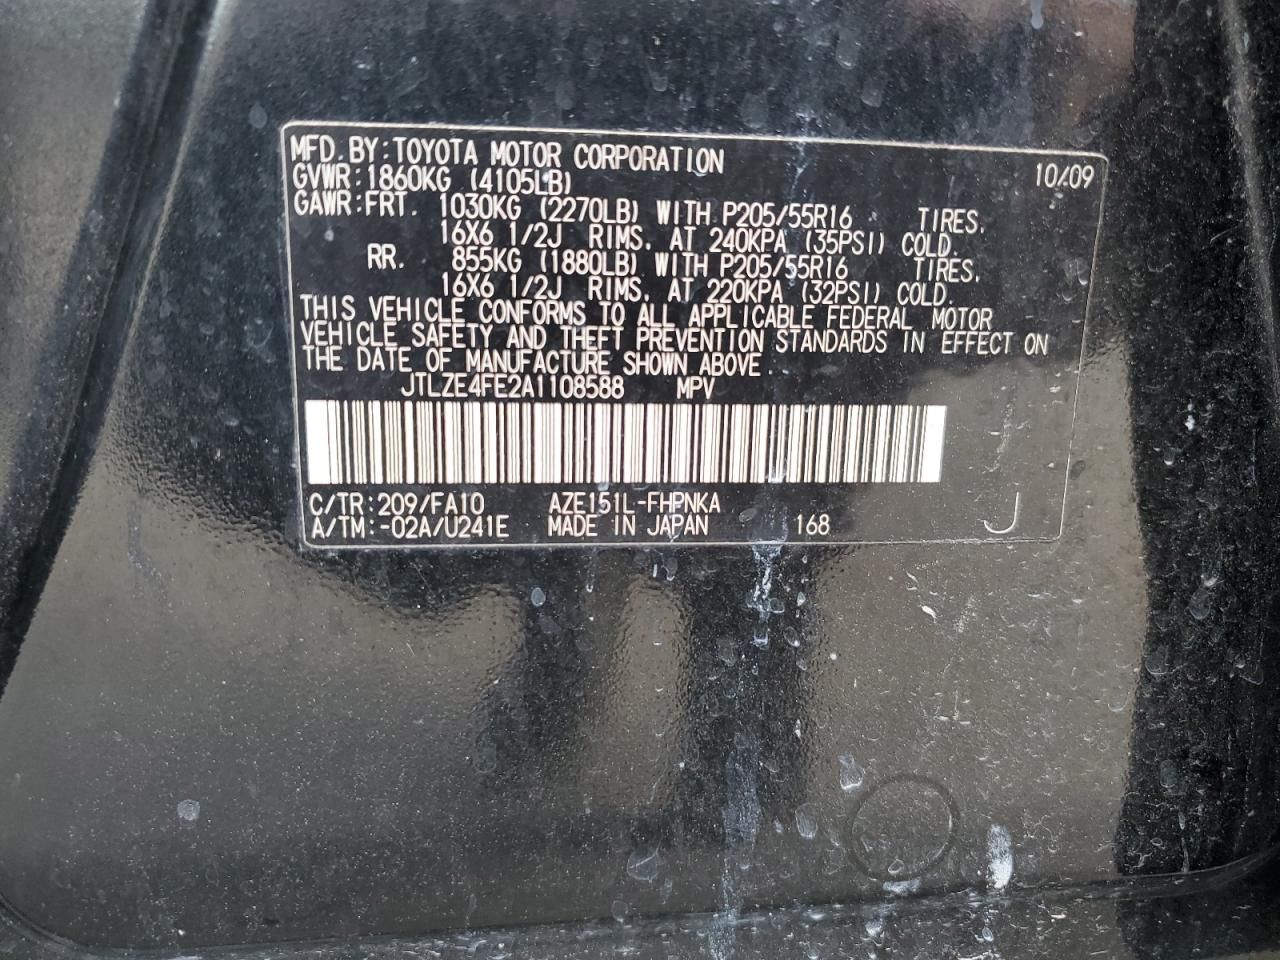 MFD. BY: TOYOTA MOTOR CORPORATION 10/09
GVWR: 1860KG (4105LB)
GAWR: FRT. 1030KG (2270LB) WITH P205/55R16 TIRES.
16X6 1/2J RIMS. AT 240KPA (35PSI) COLD.
RR. 855KG (1880LB) WITH P205/55R16 TIRES.
16X6 1/2J RIMS. AT 220KPA (32PSI) COLD.
THIS VEHICLE CONFORMS TO ALL APPLICABLE FEDERAL MOTOR
VEHICLE SAFETY AND THEFT PREVENTION STANDARDS IN EFFECT ON
THE DATE OF MANUFACTURE SHOWN ABOVE.
JTLZE4FE2A1108588 MPV
C/TR: 209/FA10 AZE151L-FHPNKA
A/TM: -02A/U241E MADE IN JAPAN 168 J